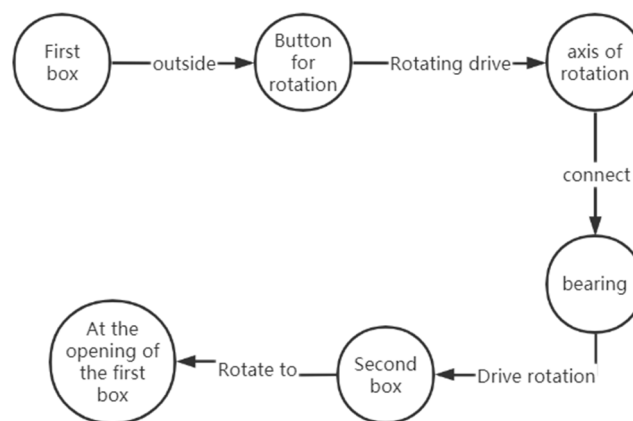 First
box
outside
Button
for
rotation
Rotating drive
axis of
rotation
connect
bearing
Drive rotation
Second
box
Rotate to
At the
opening of
the first
box